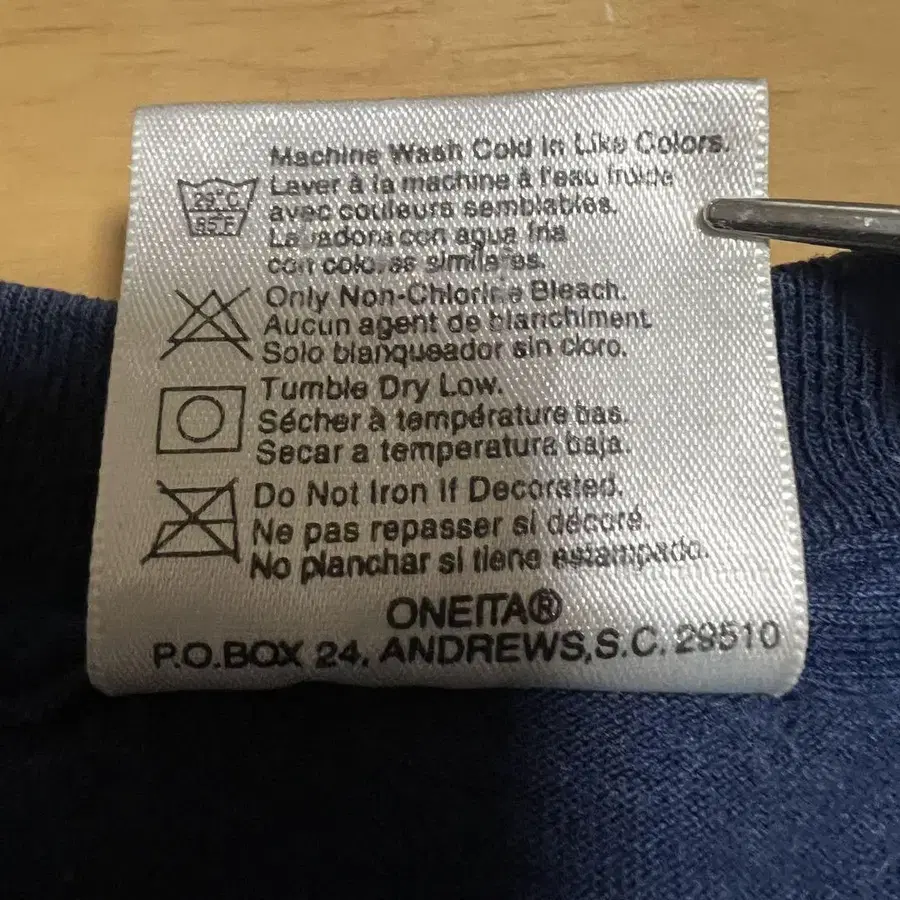 Machine Wash Cold in Like Colors.
29°C
Laver à la machine à l'eau froide
85F
avec couleurs semblables.
Lavadora con agua fria
con colores similares.
Only Non-Chlorine Bleach.
Aucun agent de blanchiment
Solo blanqueador sin cloro.
Tumble Dry Low.
Sécher à température bas.
Secar a temperatura baja.
Do Not Iron If Decorated.
Ne pas repasser si décoré.
No planchar si tiene estampado.
ONEITA®
P.O.BOX 24, ANDREWS,S.C. 29510